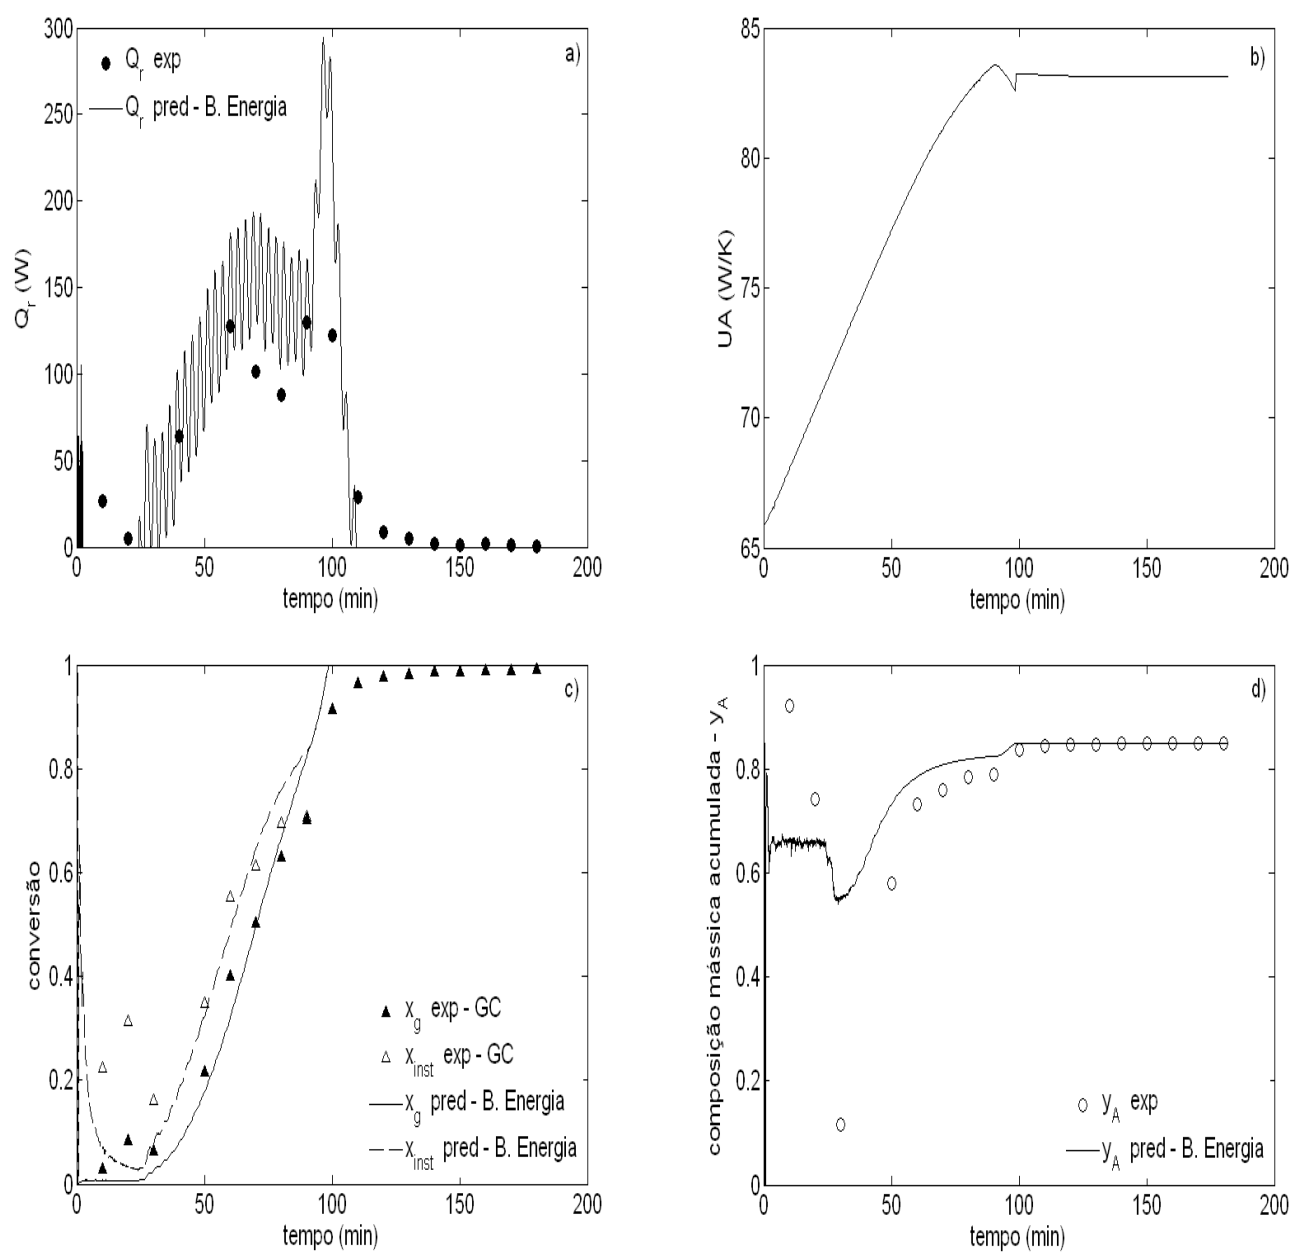 a)
Q_r exp
Q_r pred - B. Energia
300
250
200
150
100
50
0
Q_r (W)
0 50 100 150 200
tempo (min)
b)
85
80
75
70
65
UA (W/K)
0 50 100 150 200
tempo (min)
c)
1
0.8
0.6
0.4
0.2
0
conversão
x_g exp - GC
x_inst exp - GC
x_g pred - B. Energia
x_inst pred - B. Energia
0 50 100 150 200
tempo (min)
d)
1
0.8
0.6
0.4
0.2
0
composição mássica acumulada - y_A
y_A exp
y_A pred - B. Energia
0 50 100 150 200
tempo (min)